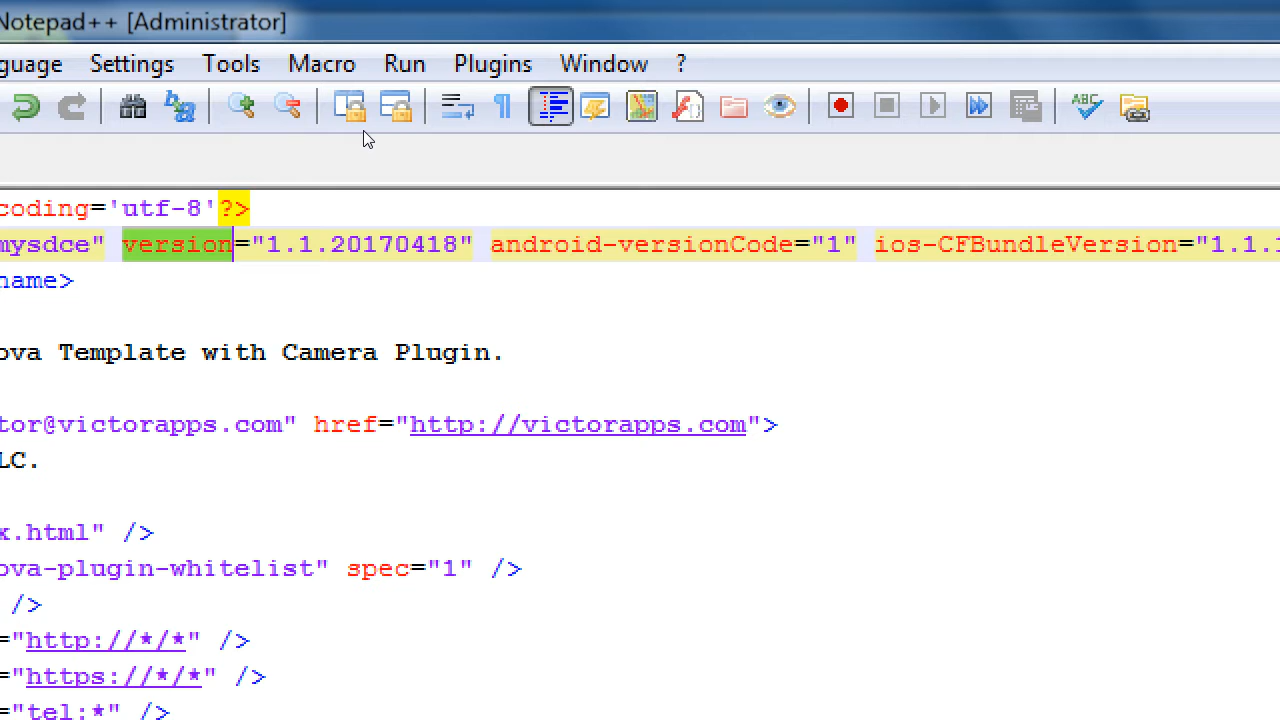 Notepad++ [Administrator]
guage Settings Tools Macro Run Plugins Window ?
coding='utf-8'?>
mysdce" version="1.1.20170418" android-versionCode="1" ios-CFBundleVersion="1.1.1
name>
ova Template with Camera Plugin.
tor@victorapps.com" href="http://victorapps.com">
LC.
x.html" />
ova-plugin-whitelist" spec="1" />
/>
="http://*/*" />
="https://*/*" />
="tel:*" />